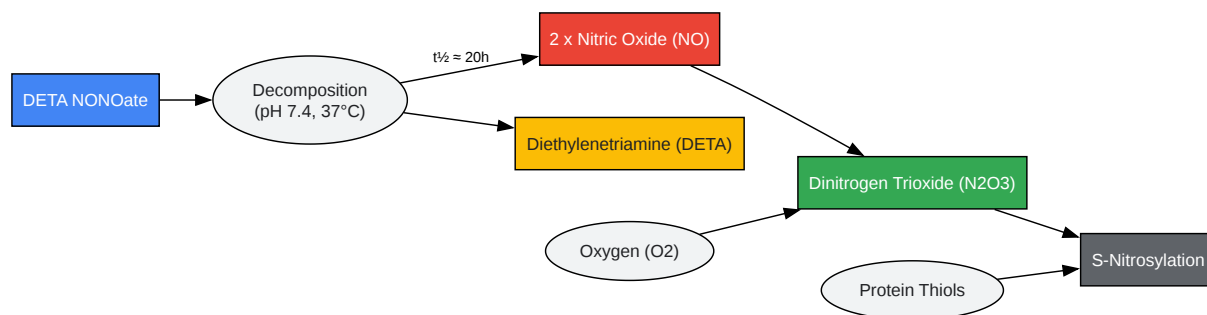 DETA NONOate
Decomposition
(pH 7.4, 37°C)
t½ ≈ 20h
2 x Nitric Oxide (NO)
Diethylenetriamine (DETA)
Dinitrogen Trioxide (N2O3)
Oxygen (O2)
S-Nitrosylation
Protein Thiols